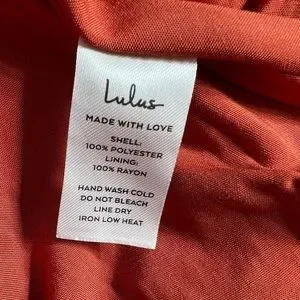 Lulus
MADE WITH LOVE
SHELL:
100% POLYESTER
LINING:
100% RAYON
HAND WASH COLD
DO NOT BLEACH
LINE DRY
IRON LOW HEAT